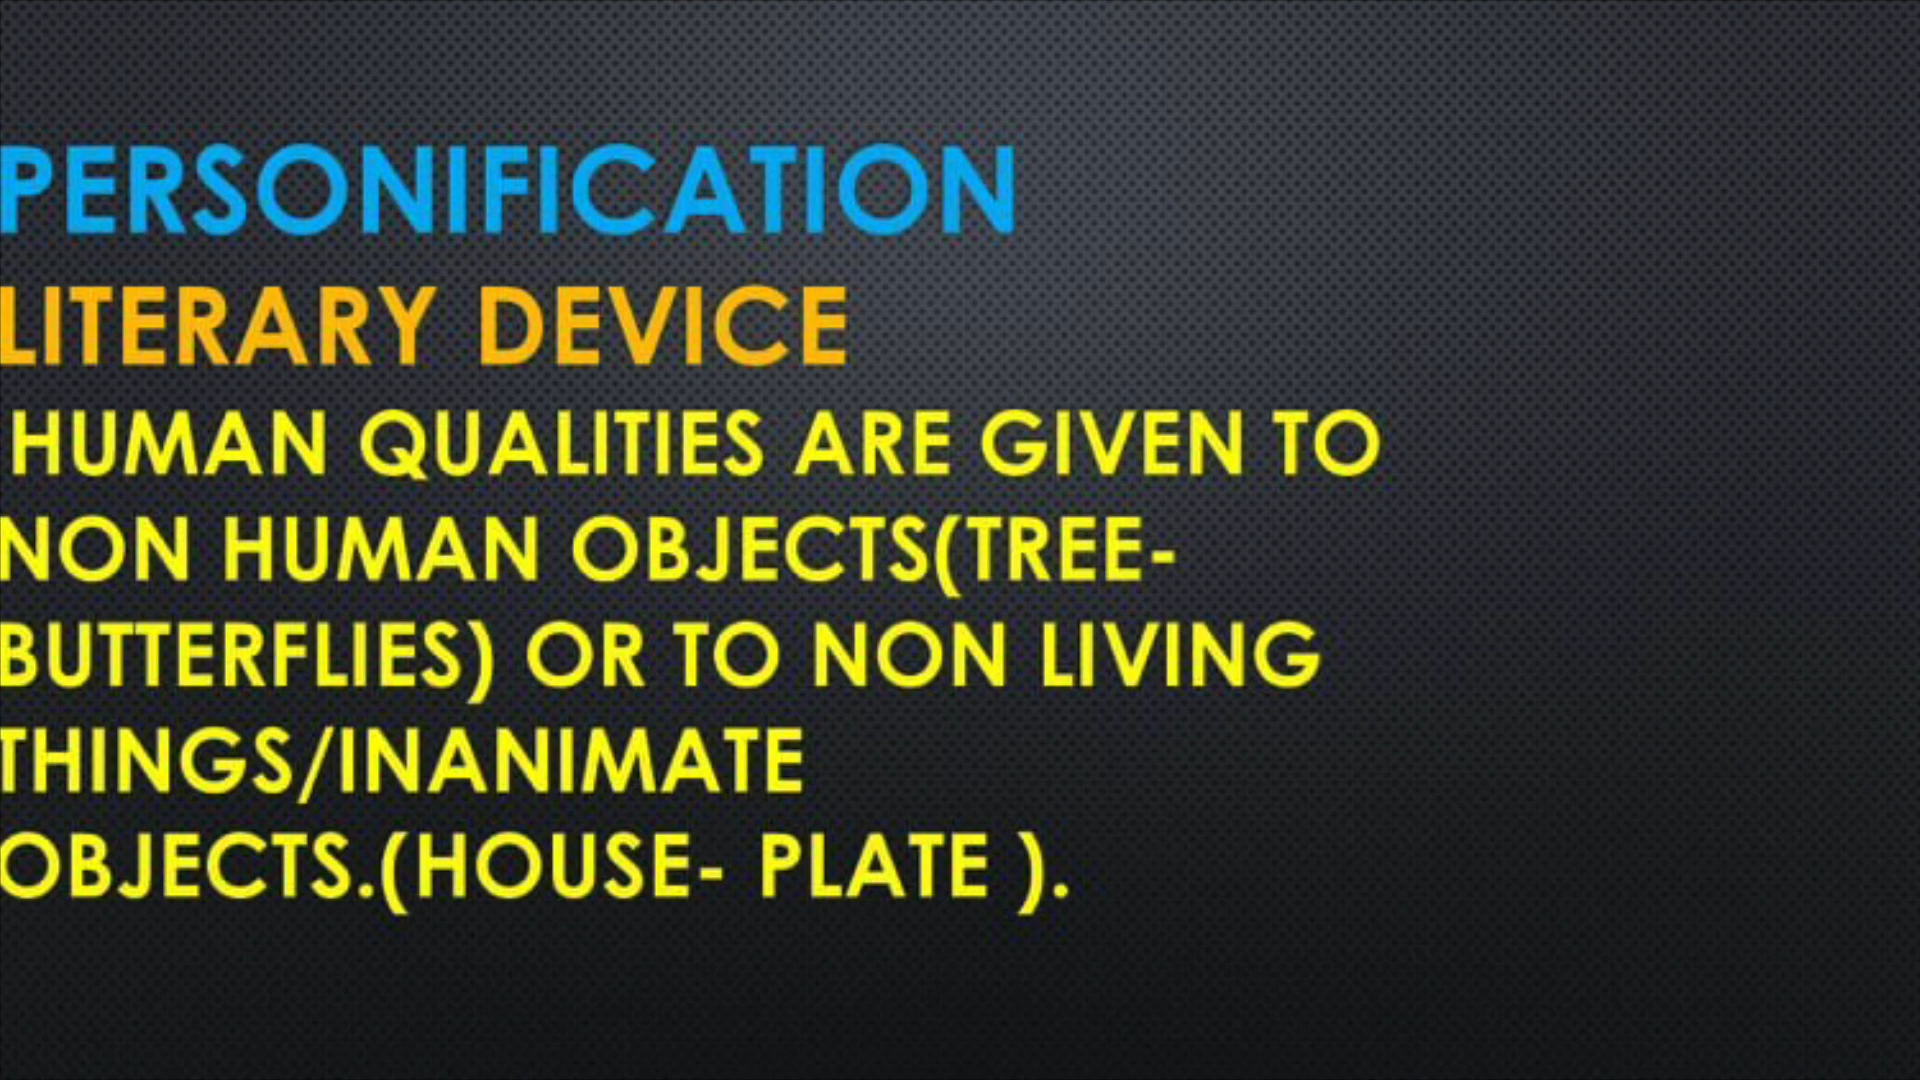 PERSONIFICATION
LITERARY DEVICE
HUMAN QUALITIES ARE GIVEN TO
NON HUMAN OBJECTS(TREE-
BUTTERFLIES) OR TO NON LIVING
THINGS/INANIMATE
OBJECTS.(HOUSE- PLATE ).